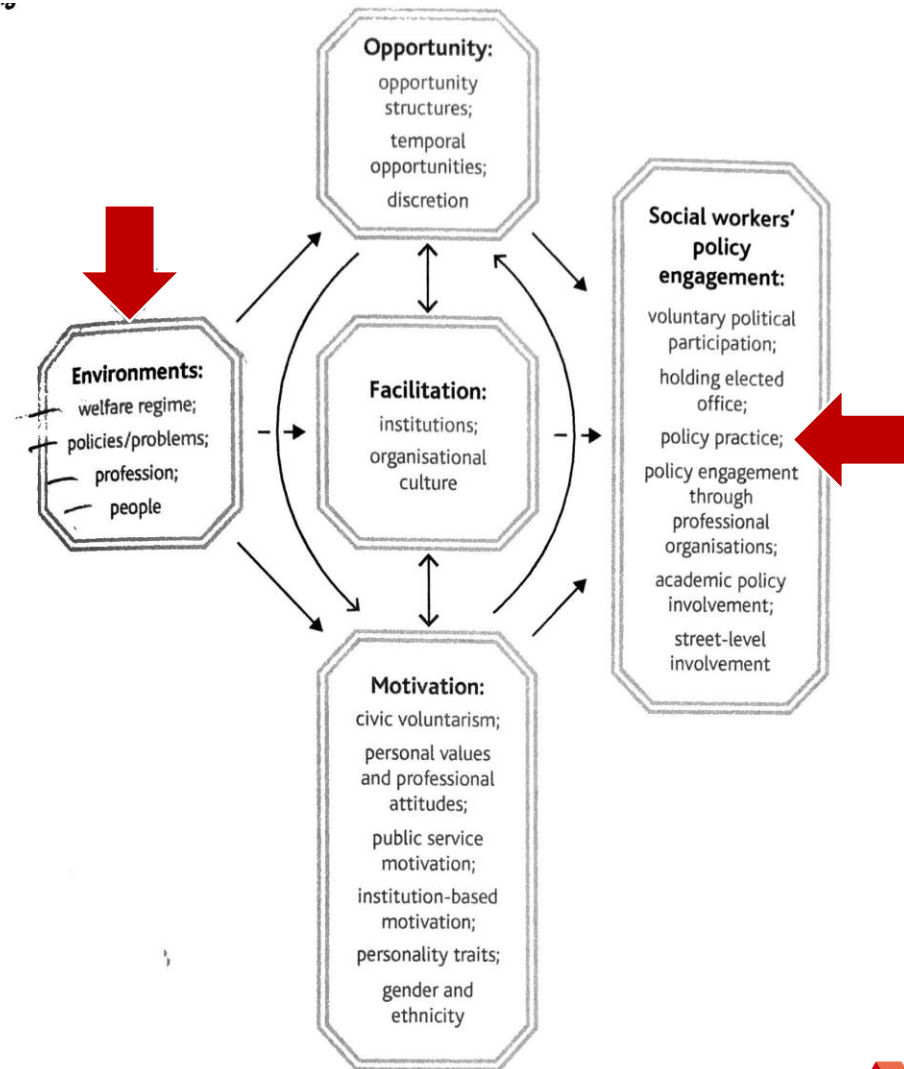 Opportunity:
opportunity
structures;
temporal
opportunities;
discretion
Environments:
welfare regime;
policies/problems;
profession;
people
Facilitation:
institutions;
organisational
culture
Motivation:
civic voluntarism;
personal values
and professional
attitudes;
public service
motivation;
institution-based
motivation;
personality traits;
gender and
ethnicity
Social workers'
policy
engagement:
voluntary political
participation;
holding elected
office;
policy practice;
policy engagement
through
professional
organisations;
academic policy
involvement;
street-level
involvement